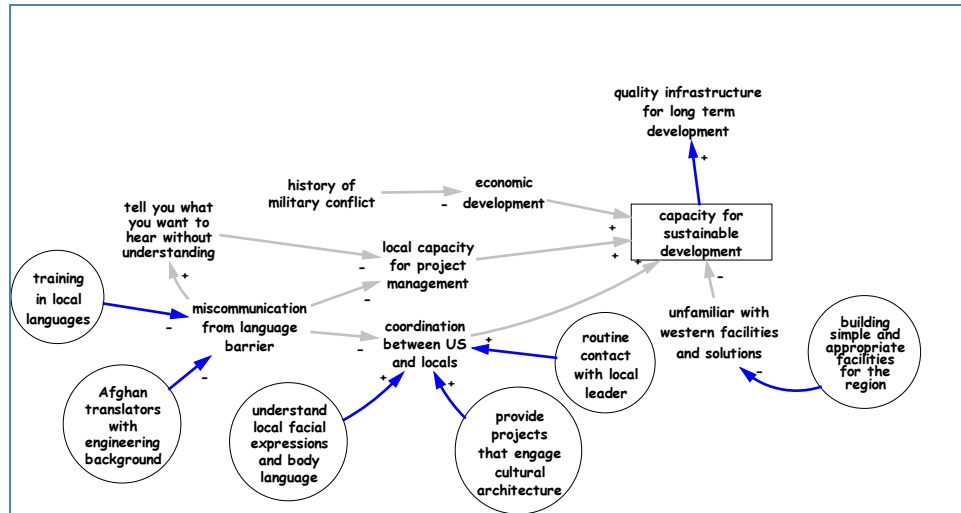 quality infrastructure
for long term
development
+
history of
military conflict
-
economic
development
tell you what
you want to
hear without
understanding
+
capacity for
sustainable
development
+
+
+
local capacity
for project
management
-
-
training
in local
languages
-
miscommunication
from language
barrier
-
-
coordination
between US
and locals
+
+
+
unfamiliar with
western facilities
and solutions
-
-
building
simple and
appropriate
facilities
for the
region
routine
contact
with local
leader
Afghan
translators
with
engineering
background
understand
local facial
expressions
and body
language
provide
projects
that engage
cultural
architecture